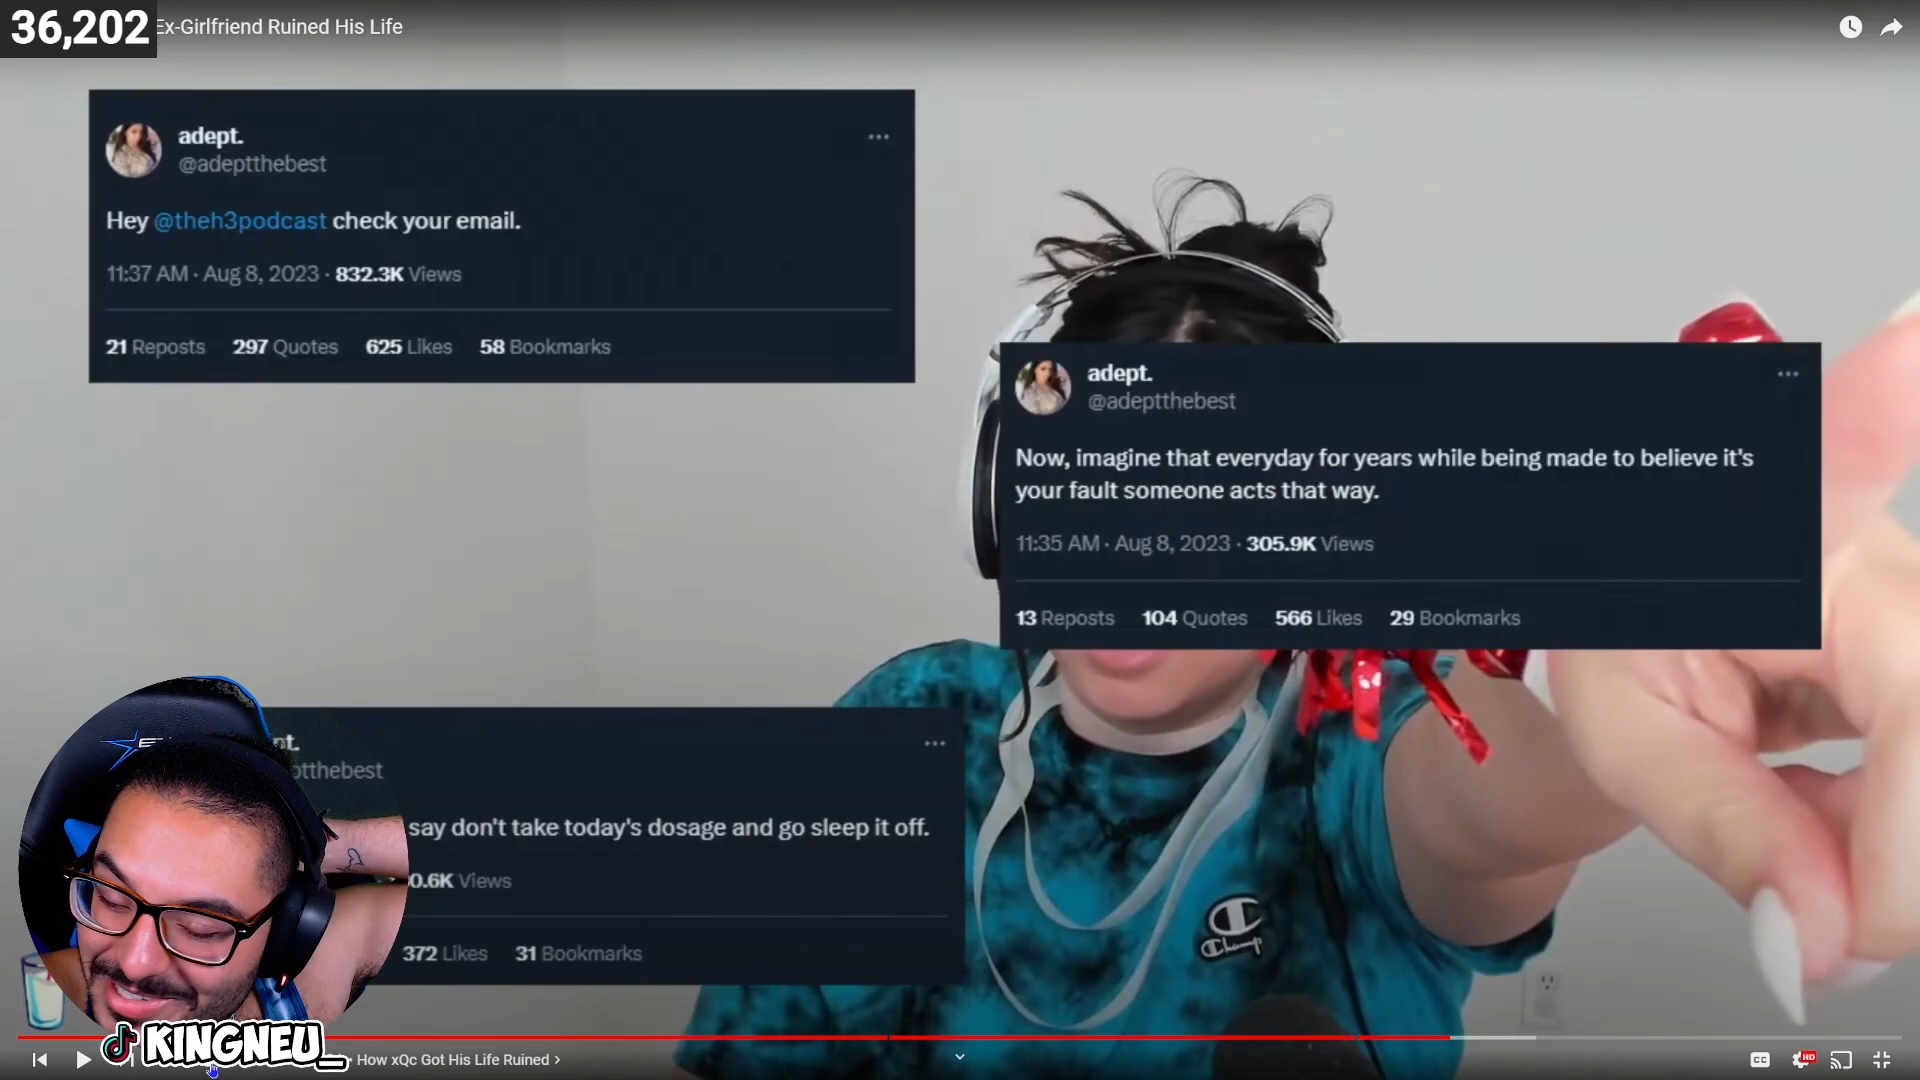 36,202
Ex-Girlfriend Ruined His Life
adept.
@adeptthebest
Hey @theh3podcast check your email.
11:37 AM · Aug 8, 2023 · 832.3K Views
21 Reposts 297 Quotes 625 Likes 58 Bookmarks
adept.
@adeptthebest
Now, imagine that everyday for years while being made to believe it's
your fault someone acts that way.
11:35 AM · Aug 8, 2023 · 305.9K Views
13 Reposts 104 Quotes 566 Likes 29 Bookmarks
say don't take today's dosage and go sleep it off.
Views
372 Likes 31 Bookmarks
Champ
KINGNEU_
• How xQc Got His Life Ruined >
CC
HD